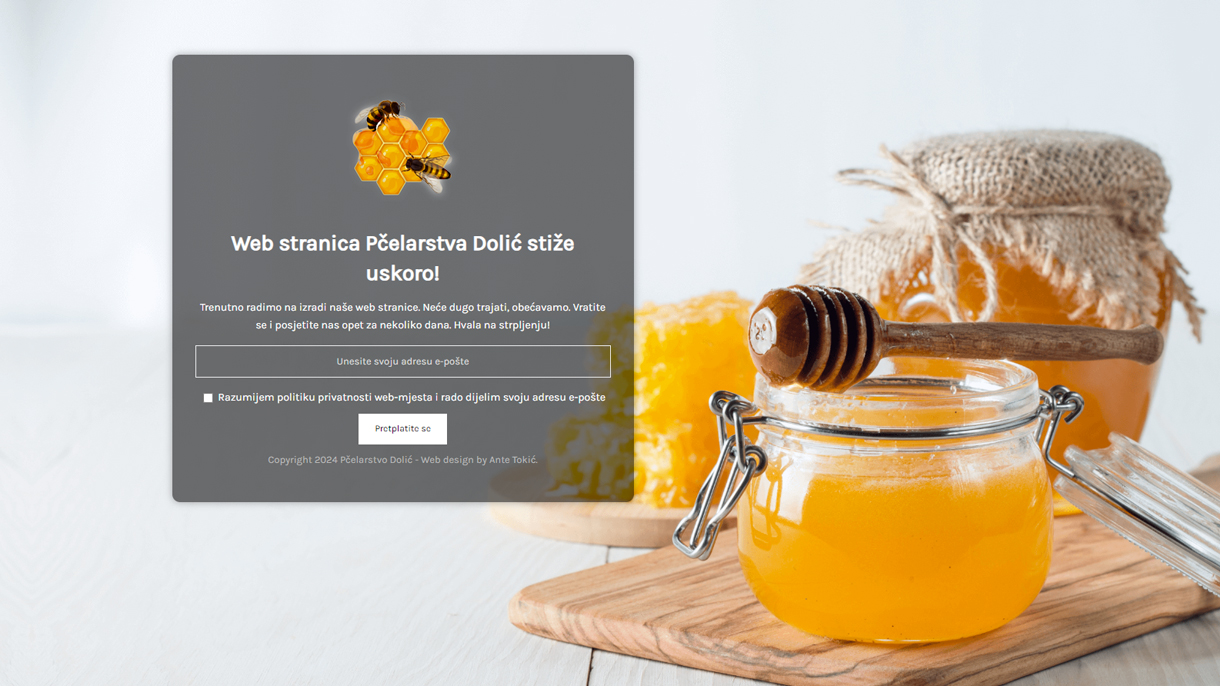 Web stranica Pčelarstva Dolić stiže
uskoro!
Trenutno radimo na izradi naše web stranice. Neće dugo trajati, obećavamo. Vratite
se i posjetite nas opet za nekoliko dana. Hvala na strpljenju!
Unesite svoju adresu e-pošte
Razumijem politiku privatnosti web-mjesta i rado dijelim svoju adresu e-pošte
Pretplatite se
Copyright 2024 Pčelarstvo Dolić - Web design by Ante Tokić.